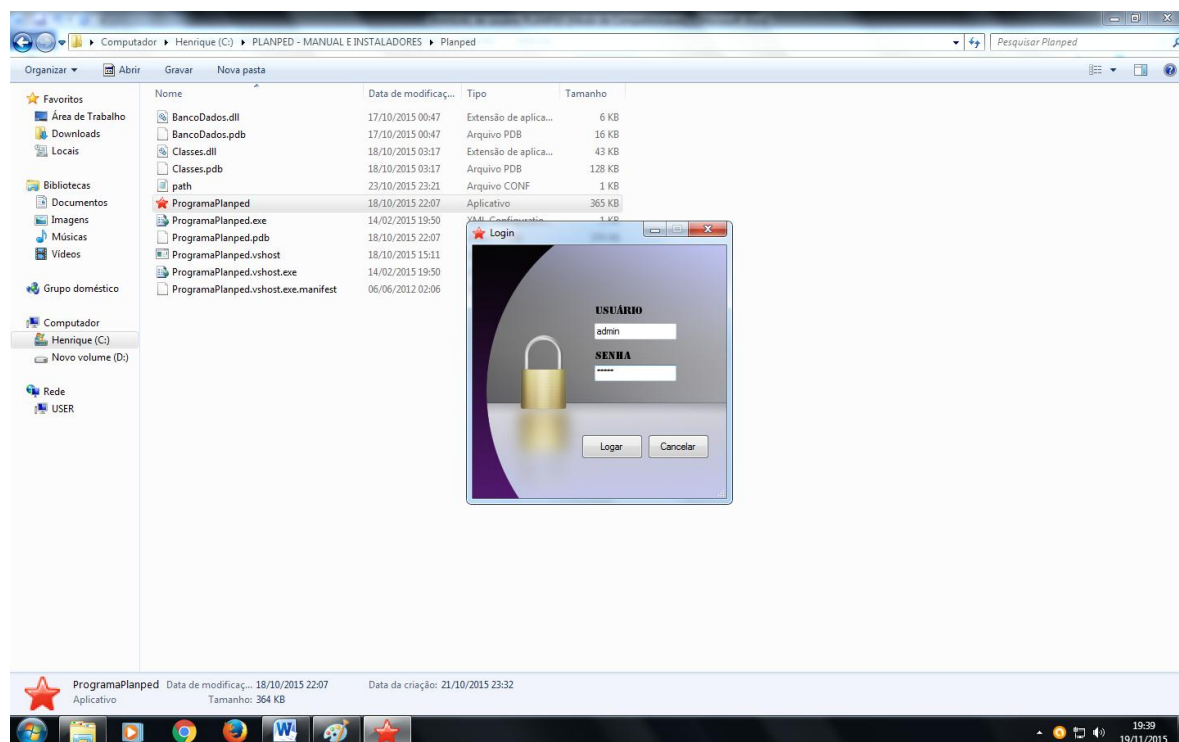 Computador ▸ Henrique (C:) ▸ PLANPED - MANUAL E INSTALADORES ▸ Planped
Pesquisar Planped
Organizar Abrir Gravar Nova pasta
Nome Data de modificaç... Tipo Tamanho
Favoritos
Área de Trabalho
Downloads
Locais
Bibliotecas
Documentos
Imagens
Músicas
Vídeos
Grupo doméstico
Computador
Henrique (C:)
Novo volume (D:)
Rede
USER
BancoDados.dll 17/10/2015 00:47 Extensão de aplica... 6 KB
BancoDados.pdb 17/10/2015 00:47 Arquivo PDB 16 KB
Classes.dll 18/10/2015 03:17 Extensão de aplica... 43 KB
Classes.pdb 18/10/2015 03:17 Arquivo PDB 128 KB
path 23/10/2015 23:21 Arquivo CONF 1 KB
ProgramaPlanped 18/10/2015 22:07 Aplicativo 365 KB
ProgramaPlanped.exe 14/02/2015 19:50 XML Configuratio... 1 KB
ProgramaPlanped.pdb 18/10/2015 22:07
ProgramaPlanped.vshost 18/10/2015 15:11
ProgramaPlanped.vshost.exe 14/02/2015 19:50
ProgramaPlanped.vshost.exe.manifest 06/06/2012 02:06
Login
USUÁRIO
admin
SENHA
*****
Logar Cancelar
ProgramaPlanped Data de modificaç... 18/10/2015 22:07 Data da criação: 21/10/2015 23:32
Aplicativo Tamanho: 364 KB
19:39
19/11/2015